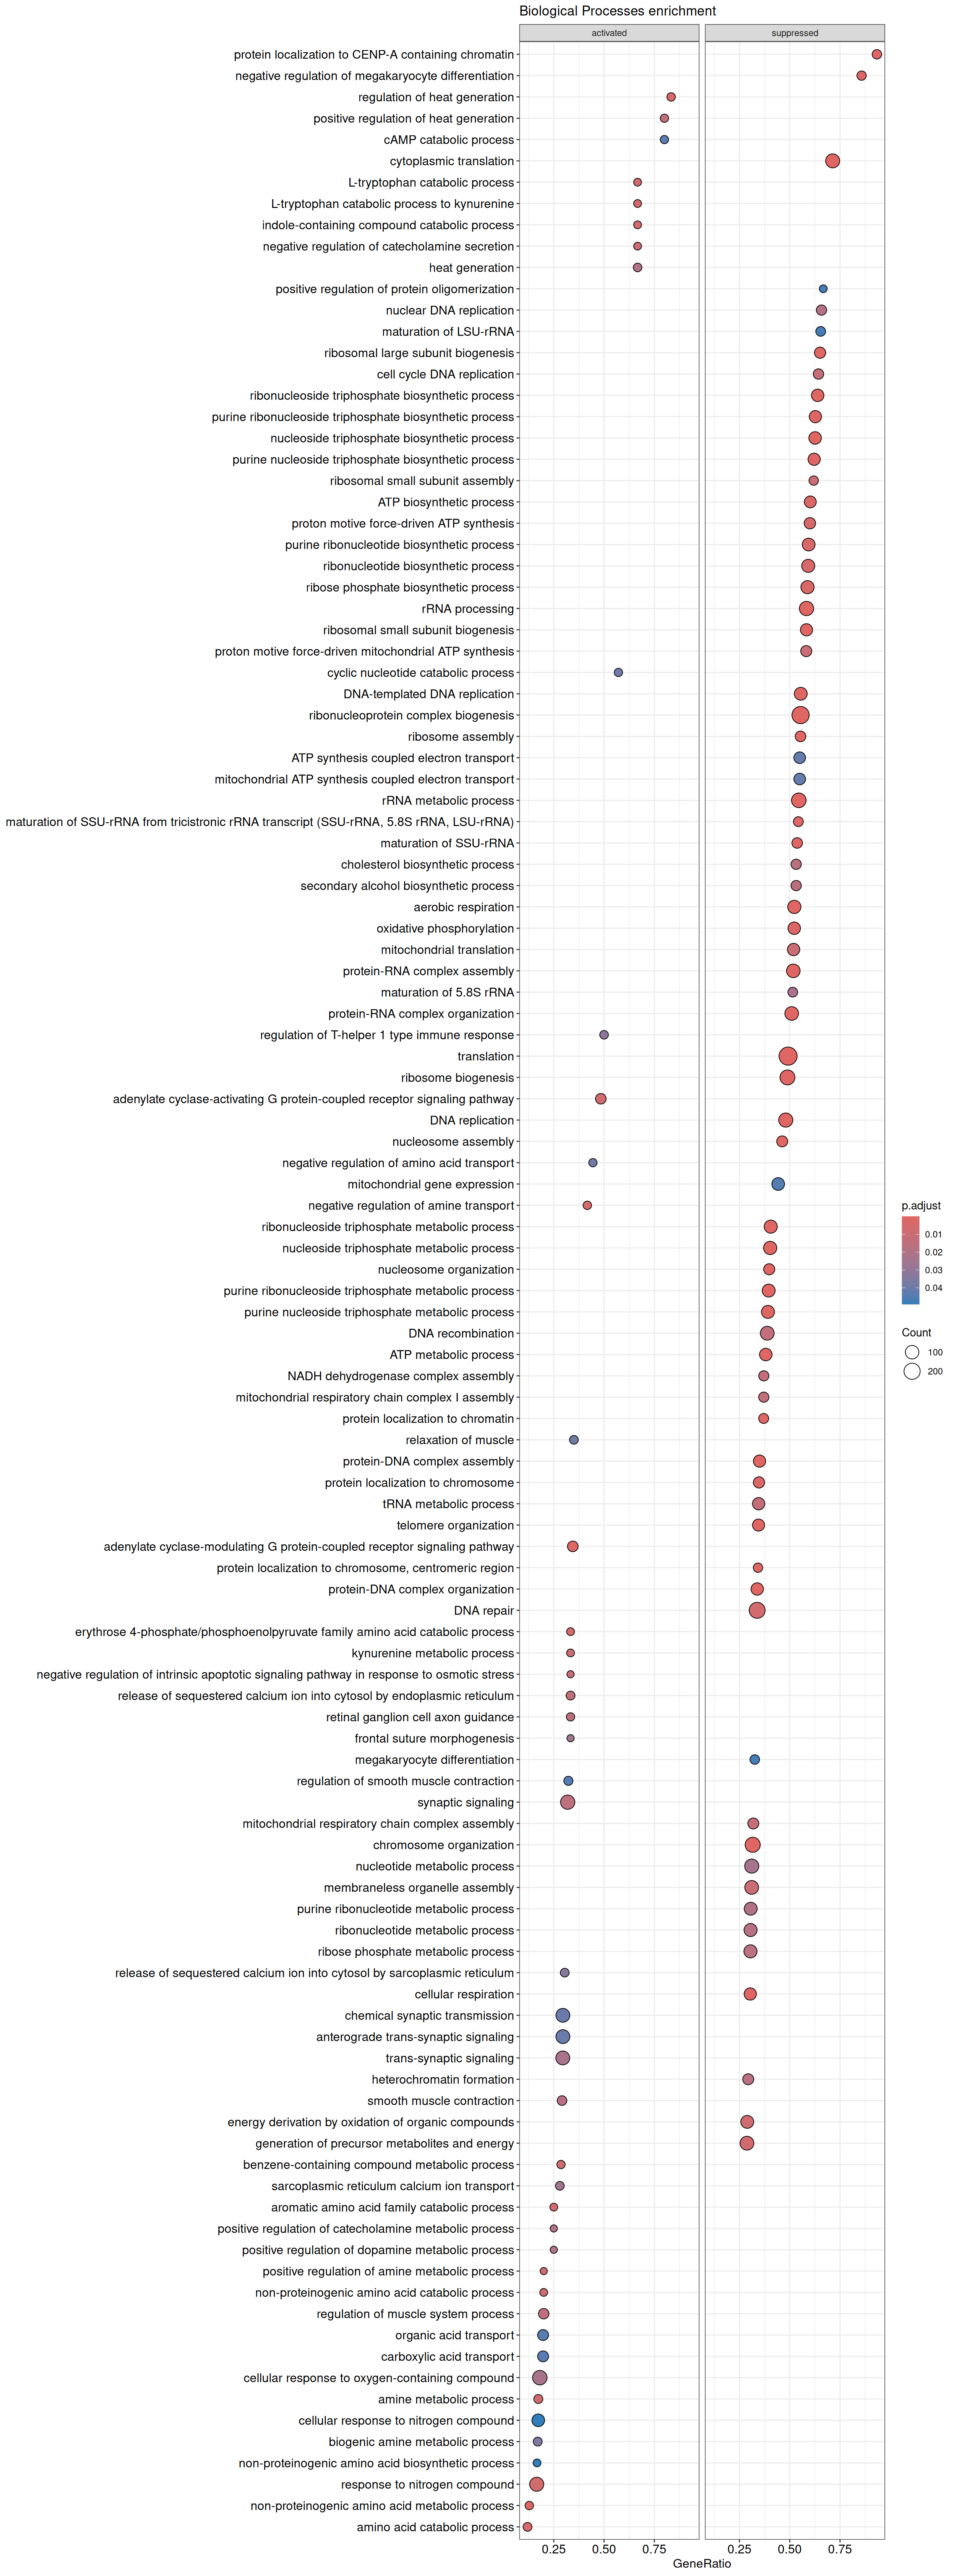 Biological Processes enrichment
activated
suppressed
protein localization to CENP-A containing chromatin
negative regulation of megakaryocyte differentiation
regulation of heat generation
positive regulation of heat generation
cAMP catabolic process
cytoplasmic translation
L-tryptophan catabolic process
L-tryptophan catabolic process to kynurenine
indole-containing compound catabolic process
negative regulation of catecholamine secretion
heat generation
positive regulation of protein oligomerization
nuclear DNA replication
maturation of LSU-rRNA
ribosomal large subunit biogenesis
cell cycle DNA replication
ribonucleoside triphosphate biosynthetic process
purine ribonucleoside triphosphate biosynthetic process
nucleoside triphosphate biosynthetic process
purine nucleoside triphosphate biosynthetic process
ribosomal small subunit assembly
ATP biosynthetic process
proton motive force-driven ATP synthesis
purine ribonucleotide biosynthetic process
ribonucleotide biosynthetic process
ribose phosphate biosynthetic process
rRNA processing
ribosomal small subunit biogenesis
proton motive force-driven mitochondrial ATP synthesis
cyclic nucleotide catabolic process
DNA-templated DNA replication
ribonucleoprotein complex biogenesis
ribosome assembly
ATP synthesis coupled electron transport
mitochondrial ATP synthesis coupled electron transport
rRNA metabolic process
maturation of SSU-rRNA from tricistronic rRNA transcript (SSU-rRNA, 5.8S rRNA, LSU-rRNA)
maturation of SSU-rRNA
cholesterol biosynthetic process
secondary alcohol biosynthetic process
aerobic respiration
oxidative phosphorylation
mitochondrial translation
protein-RNA complex assembly
maturation of 5.8S rRNA
protein-RNA complex organization
regulation of T-helper 1 type immune response
translation
ribosome biogenesis
adenylate cyclase-activating G protein-coupled receptor signaling pathway
DNA replication
nucleosome assembly
negative regulation of amino acid transport
mitochondrial gene expression
negative regulation of amine transport
ribonucleoside triphosphate metabolic process
nucleoside triphosphate metabolic process
nucleosome organization
purine ribonucleoside triphosphate metabolic process
purine nucleoside triphosphate metabolic process
DNA recombination
ATP metabolic process
NADH dehydrogenase complex assembly
mitochondrial respiratory chain complex I assembly
protein localization to chromatin
relaxation of muscle
protein-DNA complex assembly
protein localization to chromosome
tRNA metabolic process
telomere organization
adenylate cyclase-modulating G protein-coupled receptor signaling pathway
protein localization to chromosome, centromeric region
protein-DNA complex organization
DNA repair
erythrose 4-phosphate/phosphoenolpyruvate family amino acid catabolic process
kynurenine metabolic process
negative regulation of intrinsic apoptotic signaling pathway in response to osmotic stress
release of sequestered calcium ion into cytosol by endoplasmic reticulum
retinal ganglion cell axon guidance
frontal suture morphogenesis
megakaryocyte differentiation
regulation of smooth muscle contraction
synaptic signaling
mitochondrial respiratory chain complex assembly
chromosome organization
nucleotide metabolic process
membraneless organelle assembly
purine ribonucleotide metabolic process
ribonucleotide metabolic process
ribose phosphate metabolic process
release of sequestered calcium ion into cytosol by sarcoplasmic reticulum
cellular respiration
chemical synaptic transmission
anterograde trans-synaptic signaling
trans-synaptic signaling
heterochromatin formation
smooth muscle contraction
energy derivation by oxidation of organic compounds
generation of precursor metabolites and energy
benzene-containing compound metabolic process
sarcoplasmic reticulum calcium ion transport
aromatic amino acid family catabolic process
positive regulation of catecholamine metabolic process
positive regulation of dopamine metabolic process
positive regulation of amine metabolic process
non-proteinogenic amino acid catabolic process
regulation of muscle system process
organic acid transport
carboxylic acid transport
cellular response to oxygen-containing compound
amine metabolic process
cellular response to nitrogen compound
biogenic amine metabolic process
non-proteinogenic amino acid biosynthetic process
response to nitrogen compound
non-proteinogenic amino acid metabolic process
amino acid catabolic process
0.25 0.50 0.75
0.25 0.50 0.75
GeneRatio
p.adjust
0.01
0.02
0.03
0.04
Count
100
200